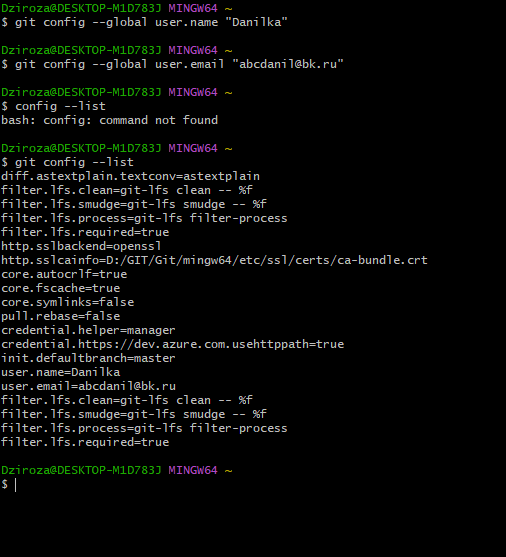 Dziroza@DESKTOP-M1D783J MINGW64 ~
$ git config --global user.name "Danilka"
Dziroza@DESKTOP-M1D783J MINGW64 ~
$ git config --global user.email "abcdanil@bk.ru"
Dziroza@DESKTOP-M1D783J MINGW64 ~
$ config --list
bash: config: command not found
Dziroza@DESKTOP-M1D783J MINGW64 ~
$ git config --list
diff.astextplain.textconv=astextplain
filter.lfs.clean=git-lfs clean -- %f
filter.lfs.smudge=git-lfs smudge -- %f
filter.lfs.process=git-lfs filter-process
filter.lfs.required=true
http.sslbackend=openssl
http.sslcainfo=D:/GIT/Git/mingw64/etc/ssl/certs/ca-bundle.crt
core.autocrlf=true
core.fscache=true
core.symlinks=false
pull.rebase=false
credential.helper=manager
credential.https://dev.azure.com.usehttppath=true
init.defaultbranch=master
user.name=Danilka
user.email=abcdanil@bk.ru
filter.lfs.clean=git-lfs clean -- %f
filter.lfs.smudge=git-lfs smudge -- %f
filter.lfs.process=git-lfs filter-process
filter.lfs.required=true
Dziroza@DESKTOP-M1D783J MINGW64 ~
$